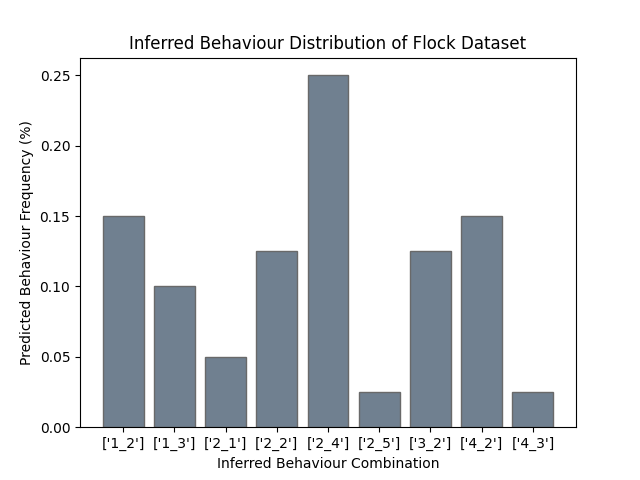 Inferred Behaviour Distribution of Flock Dataset
Predicted Behaviour Frequency (%)
0.25
0.20
0.15
0.10
0.05
0.00
['1_2'] ['1_3'] ['2_1'] ['2_2'] ['2_4'] ['2_5'] ['3_2'] ['4_2'] ['4_3']
Inferred Behaviour Combination